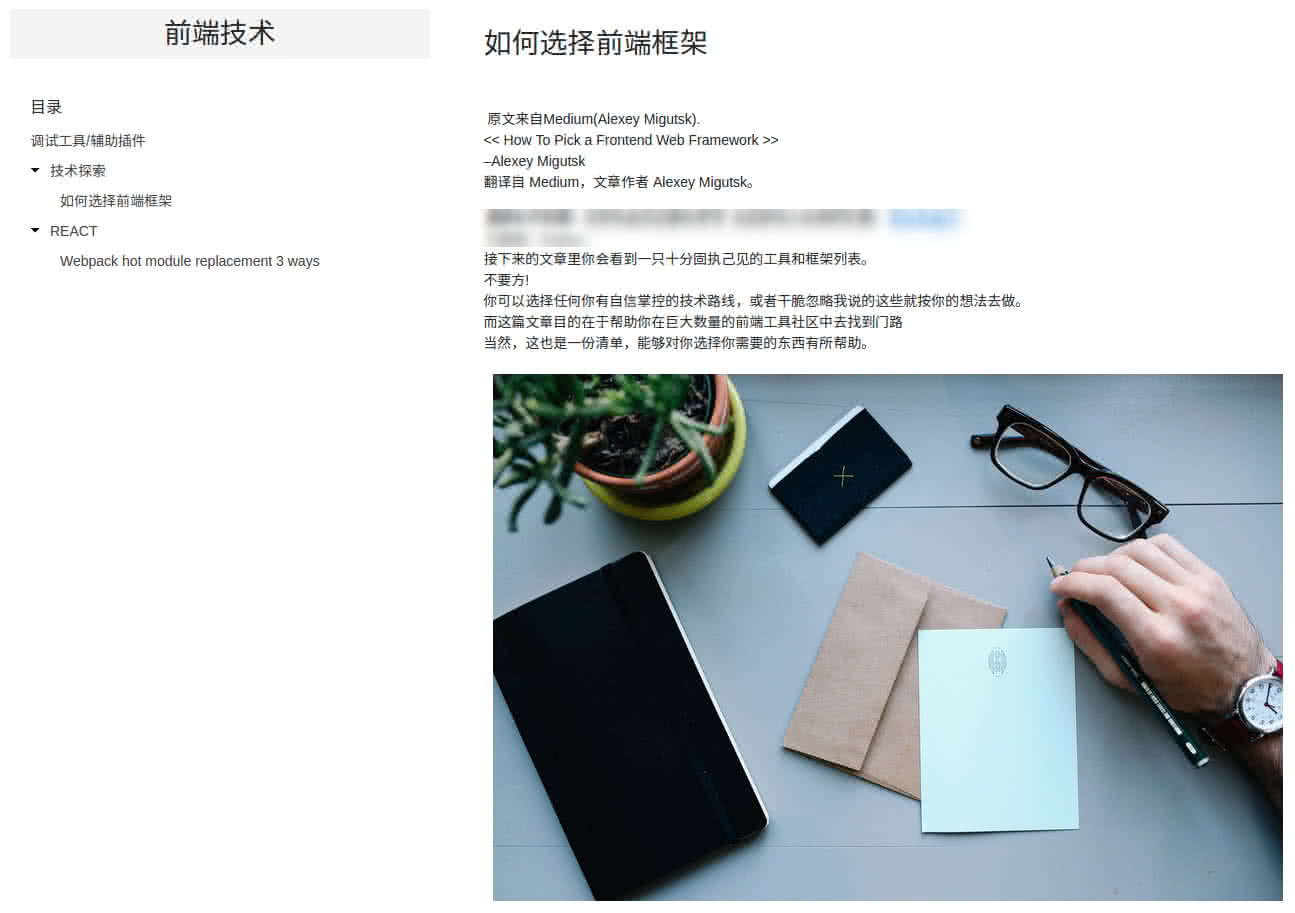 前端技术
目录
调试工具/辅助插件
技术探索
如何选择前端框架
REACT
Webpack hot module replacement 3 ways
如何选择前端框架
原文来自Medium(Alexey Migutsk).
<< How To Pick a Frontend Web Framework >>
–Alexey Migutsk
翻译自 Medium，文章作者 Alexey Migutsk。
接下来的文章里你会看到一只十分固执己见的工具和框架列表。
不要方!
你可以选择任何你有自信掌控的技术路线，或者干脆忽略我说的这些就按你的想法去做。
而这篇文章目的在于帮助你在巨大数量的前端工具社区中去找到门路
当然，这也是一份清单，能够对你选择你需要的东西有所帮助。